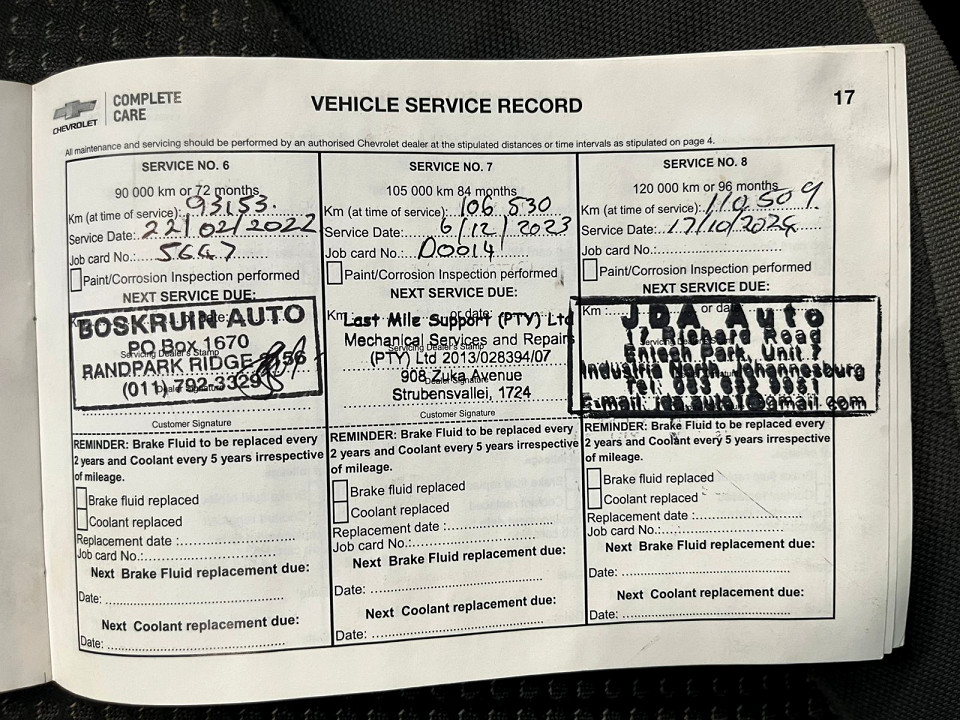 CHEVROLET
COMPLETE
CARE
VEHICLE SERVICE RECORD
17
All maintenance and servicing should be performed by an authorised Chevrolet dealer at the stipulated distances or time intervals as stipulated on page 4.
SERVICE NO. 6
90 000 km or 72 months
Km (at time of service): 93153.
Service Date: 22/02/2022
Job card No.: 5647
Paint/Corrosion Inspection performed
NEXT SERVICE DUE:
Km or date:
BOSKRUIN AUTO
PO Box 1670
Servicing Dealer's Stamp
RANDPARK RIDGE 2156
(011) 792-3329
Dealer Signature
Customer Signature
REMINDER: Brake Fluid to be replaced every
2 years and Coolant every 5 years irrespective
of mileage.
Brake fluid replaced
Coolant replaced
Replacement date :
Job card No.:
Next Brake Fluid replacement due:
Date:
Next Coolant replacement due:
Date:
SERVICE NO. 7
105 000 km 84 months
Km (at time of service): 106 530
Service Date: 6/12/2023
Job card No.: D0014
Paint/Corrosion Inspection performed
NEXT SERVICE DUE:
Km : or date:
Last Mile Support (PTY) Ltd
Mechanical Services and Repairs
Servicing Dealer's Stamp
(PTY) Ltd 2013/028394/07
908 Zuka Avenue
Dealer Signature
Strubensvallei, 1724
Customer Signature
REMINDER: Brake Fluid to be replaced every
2 years and Coolant every 5 years irrespective
of mileage.
Brake fluid replaced
Coolant replaced
Replacement date :
Job card No.:
Next Brake Fluid replacement due:
Date:
Next Coolant replacement due:
Date:
SERVICE NO. 8
120 000 km or 96 months
Km (at time of service): 110 509
Service Date: 17/10/2024
Job card No.:
Paint/Corrosion Inspection performed
NEXT SERVICE DUE:
Km : or date
JDA Auto
Richard Road
Entech Park, Unit 7
Industria North, Johannesburg
Tel:
E-mail: jda.auto1@gmail.com
REMINDER: Brake Fluid to be replaced every
2 years and Coolant every 5 years irrespective
of mileage.
Brake fluid replaced
Coolant replaced
Replacement date :
Job card No.:
Next Brake Fluid replacement due:
Date:
Next Coolant replacement due:
Date: